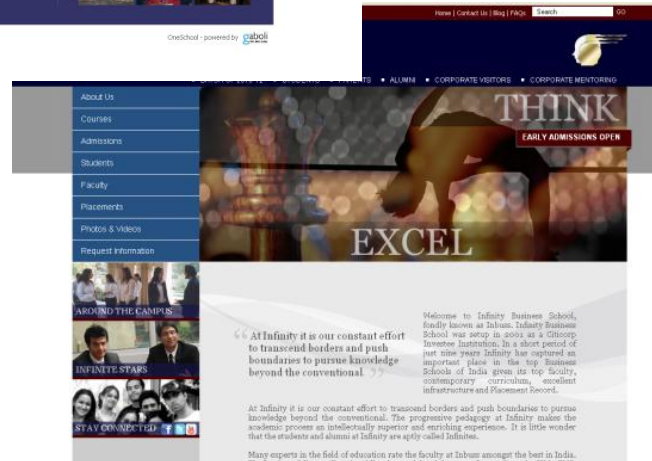 OneSchool - powered by gaboli
Home | Contact Us | Blog | FAQs Search GO
ALUMNI ▪ CORPORATE VISITORS ▪ CORPORATE MENTORING
About Us
Courses
Admissions
Students
Faculty
Placements
Photos & Videos
Request Information
THINK
EARLY ADMISSIONS OPEN
EXCEL
AROUND THE CAMPUS
INFINITE STARS
STAY CONNECTED
“ At Infinity it is our constant effort
to transcend borders and push
boundaries to pursue knowledge
beyond the conventional. ”
Welcome to Infinity Business School,
fondly known as Inbuss. Infinity Business
School was setup in 2001 as a Citicorp
Investee Institution. In a short period of
just nine years Infinity has captured an
important place in the top Business
Schools of India given its top faculty,
contemporary curriculum, excellent
infrastructure and Placement Record.
At Infinity it is our constant effort to transcend borders and push boundaries to pursue
knowledge beyond the conventional. The progressive pedagogy at Infinity makes the
academic process an intellectually superior and enriching experience. It is little wonder
that the students and alumni at Infinity are aptly called Infinites.
Many experts in the field of education rate the faculty at Inbuss amongst the best in India.